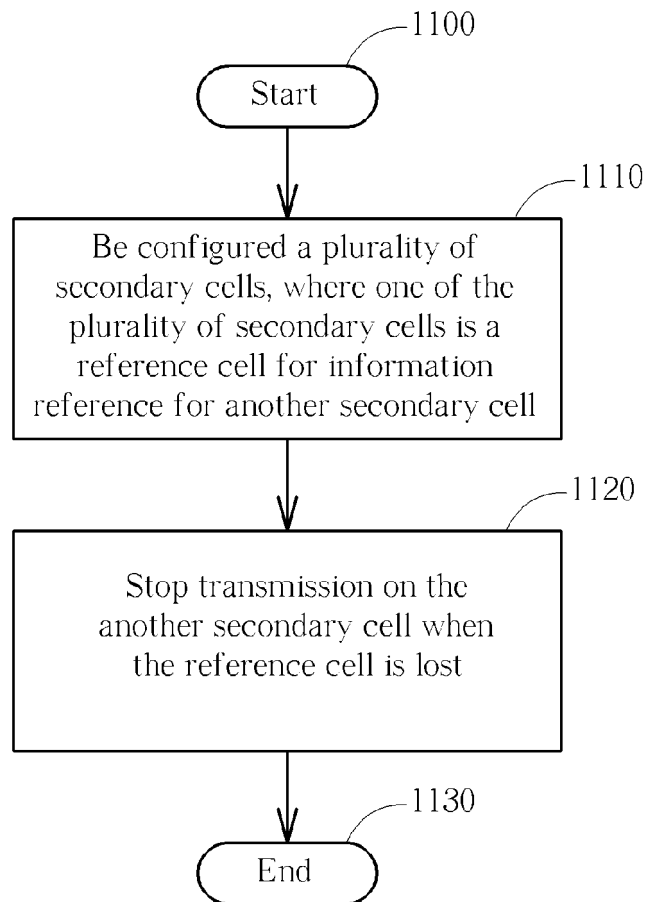 1100
Start
1110
Be configured a plurality of
secondary cells, where one of the
plurality of secondary cells is a
reference cell for information
reference for another secondary cell
1120
Stop transmission on the
another secondary cell when
the reference cell is lost
1130
End